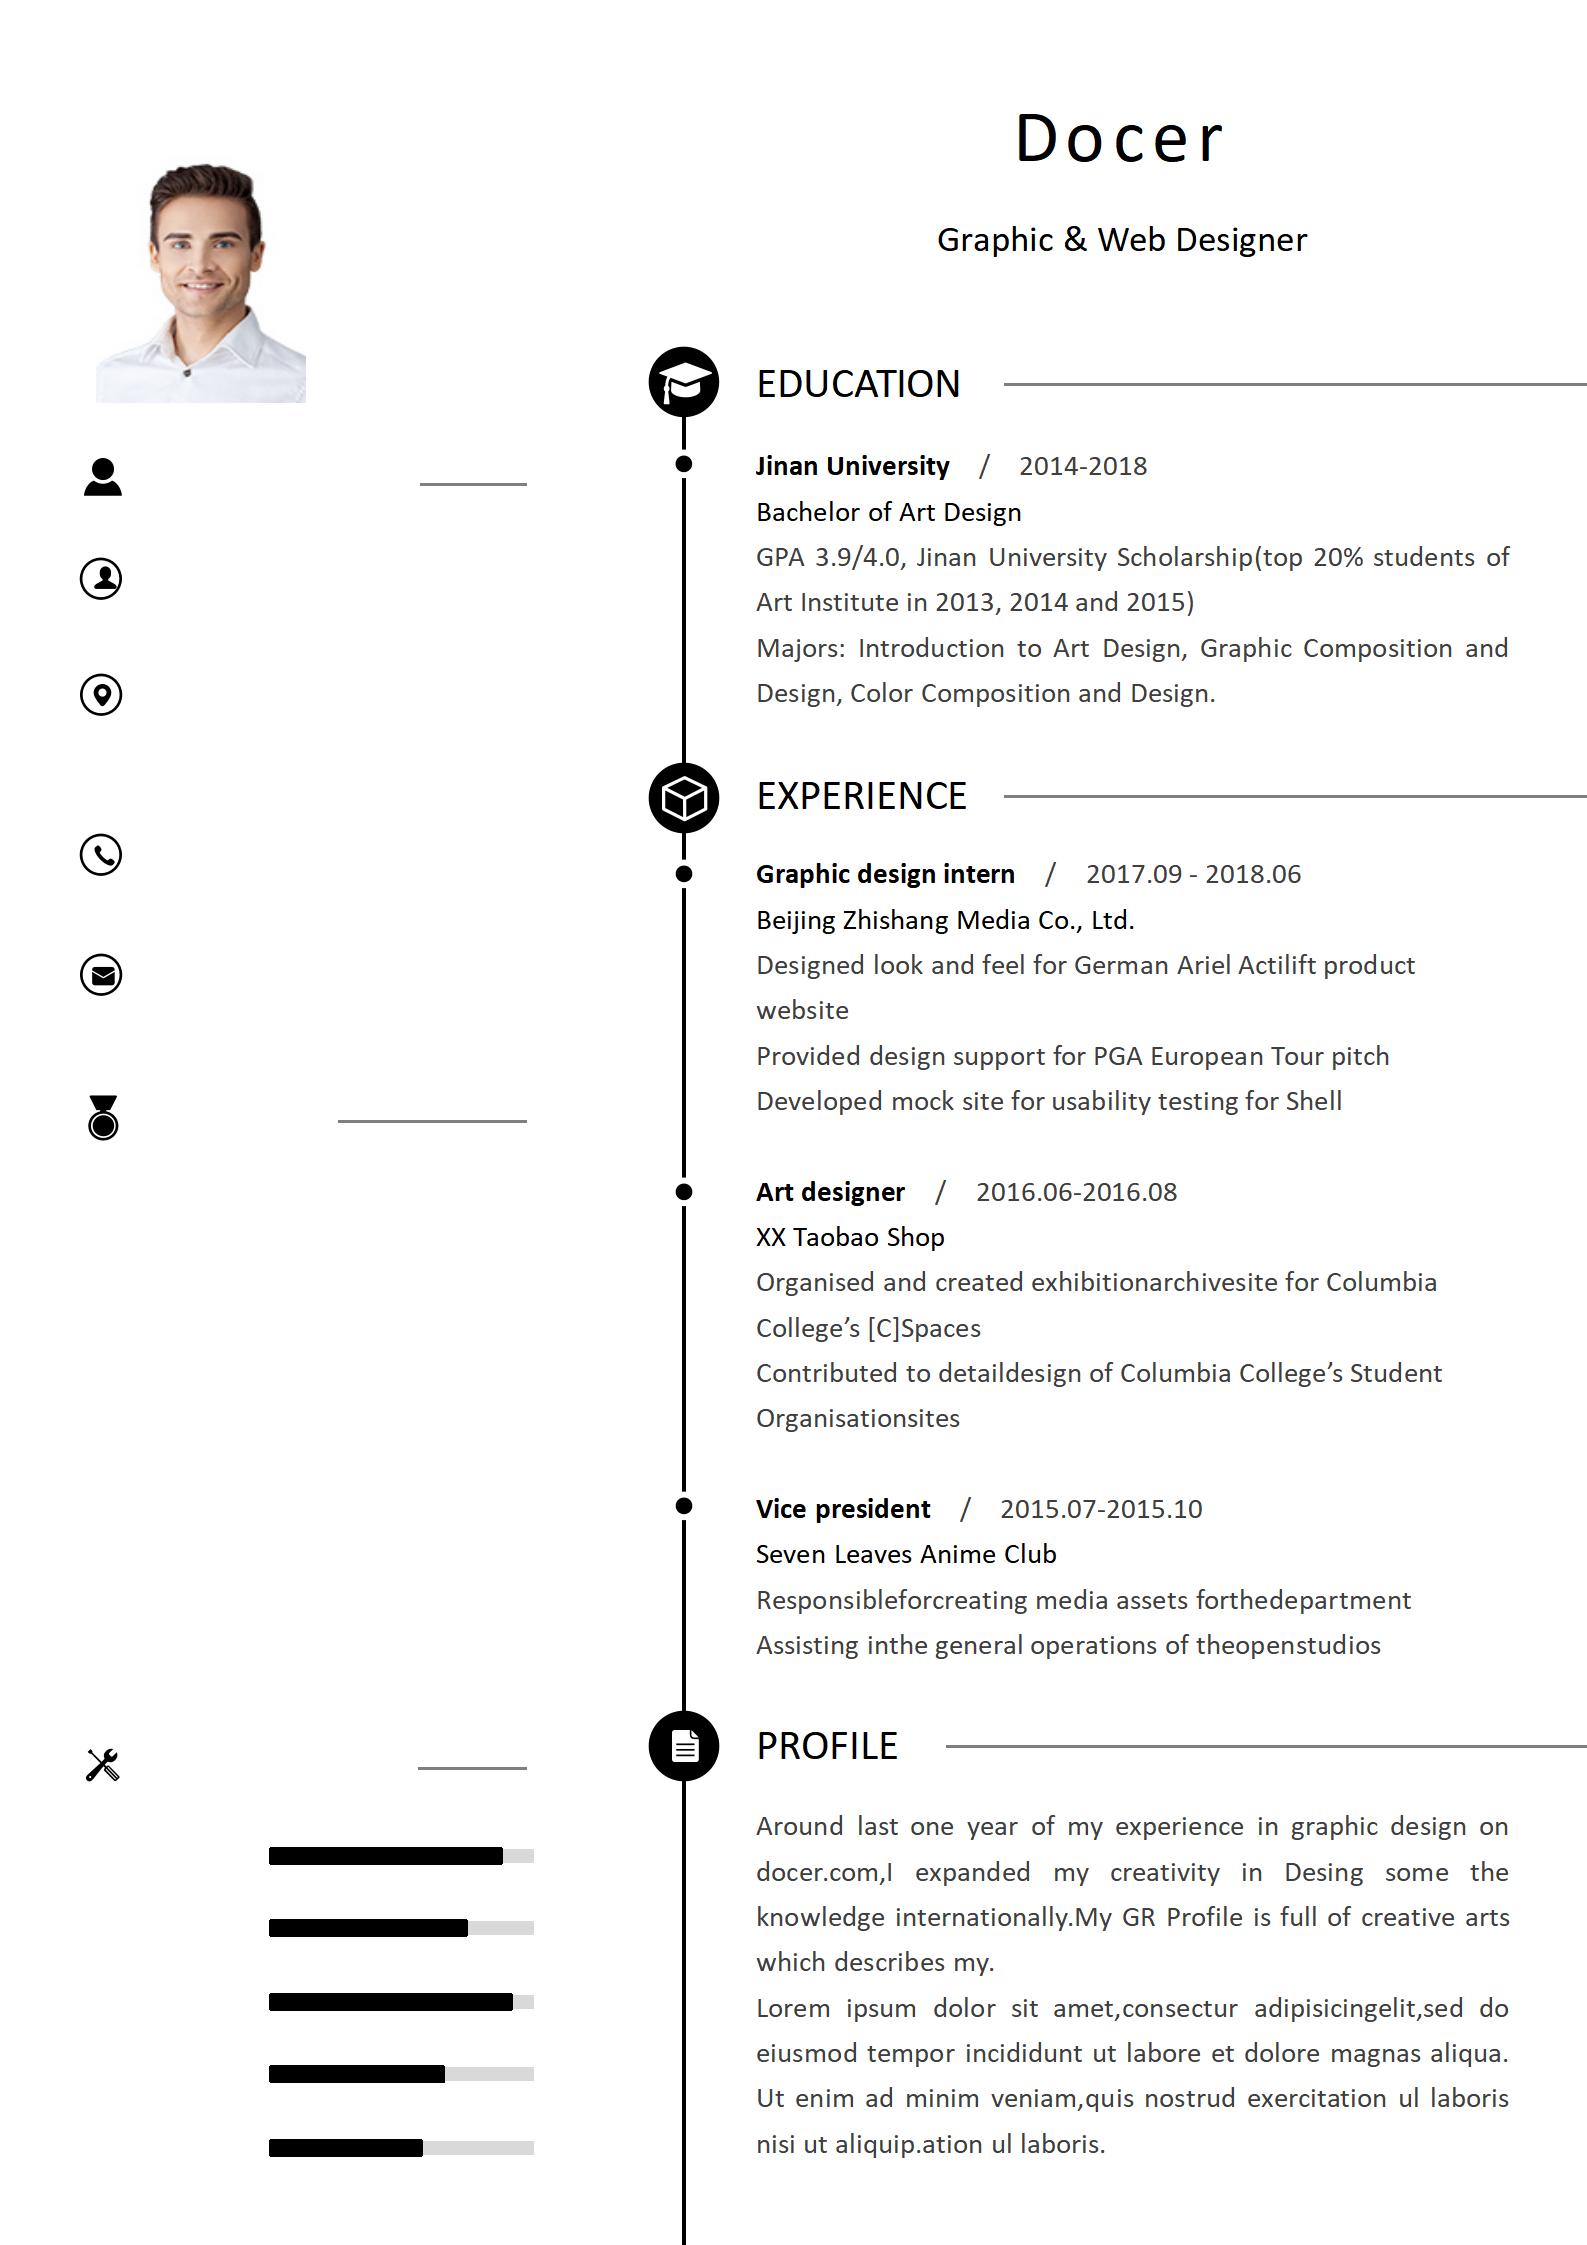 Docer
Graphic & Web Designer
EDUCATION
Jinan University / 2014-2018
Bachelor of Art Design
GPA 3.9/4.0, Jinan University Scholarship(top 20% students of
Art Institute in 2013, 2014 and 2015)
Majors: Introduction to Art Design, Graphic Composition and
Design, Color Composition and Design.
EXPERIENCE
Graphic design intern / 2017.09 - 2018.06
Beijing Zhishang Media Co., Ltd.
Designed look and feel for German Ariel Actilift product
website
Provided design support for PGA European Tour pitch
Developed mock site for usability testing for Shell
Art designer / 2016.06-2016.08
XX Taobao Shop
Organised and created exhibitionarchivesite for Columbia
College’s [C]Spaces
Contributed to detaildesign of Columbia College’s Student
Organisationsites
Vice president / 2015.07-2015.10
Seven Leaves Anime Club
Responsibleforcreating media assets forthedepartment
Assisting inthe general operations of theopenstudios
PROFILE
Around last one year of my experience in graphic design on
docer.com,I expanded my creativity in Desing some the
knowledge internationally.My GR Profile is full of creative arts
which describes my.
Lorem ipsum dolor sit amet,consectur adipisicingelit,sed do
eiusmod tempor incididunt ut labore et dolore magnas aliqua.
Ut enim ad minim veniam,quis nostrud exercitation ul laboris
nisi ut aliquip.ation ul laboris.